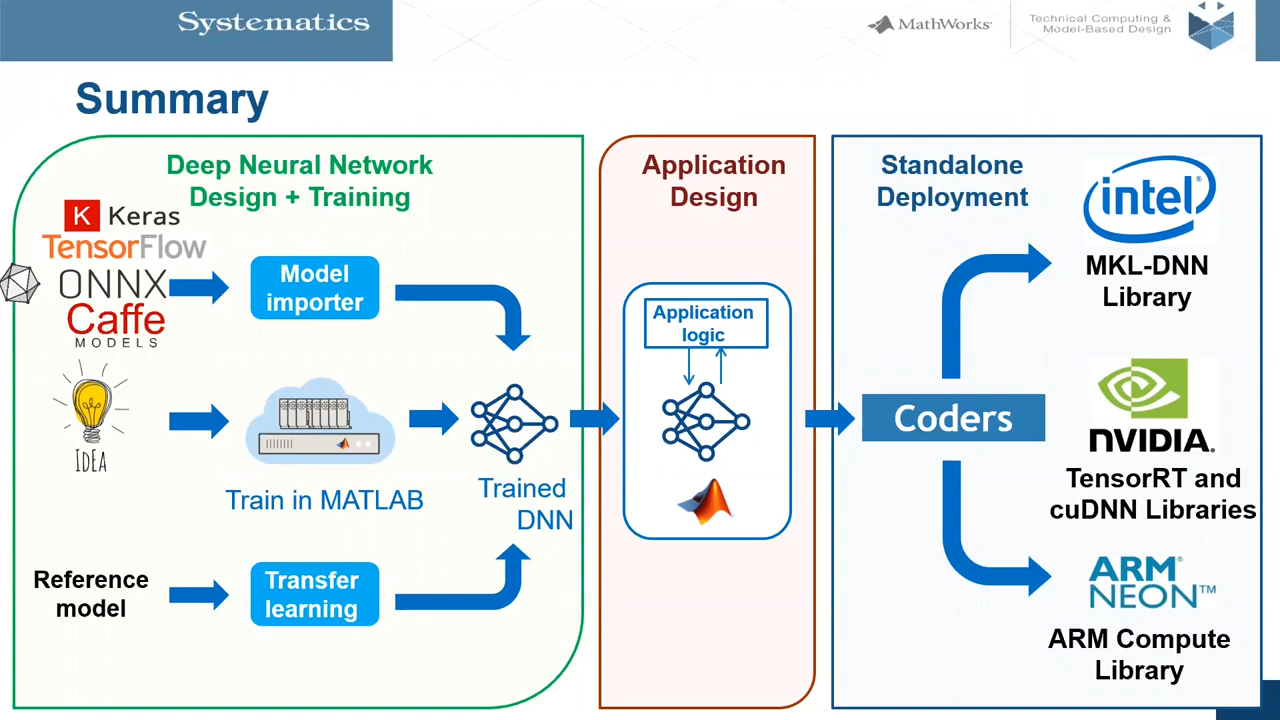 Systematics
MathWorks®
Technical Computing &
Model-Based Design
Summary
Deep Neural Network
Design + Training
K Keras
TensorFlow
ONNX
Caffe
MODELS
Model
importer
IDEA
Train in MATLAB
Trained
DNN
Reference
model
Transfer
learning
Application
Design
Application
logic
Standalone
Deployment
Coders
intel®
MKL-DNN
Library
NVIDIA.
TensorRT and
cuDNN Libraries
ARM®
NEON™
ARM Compute
Library